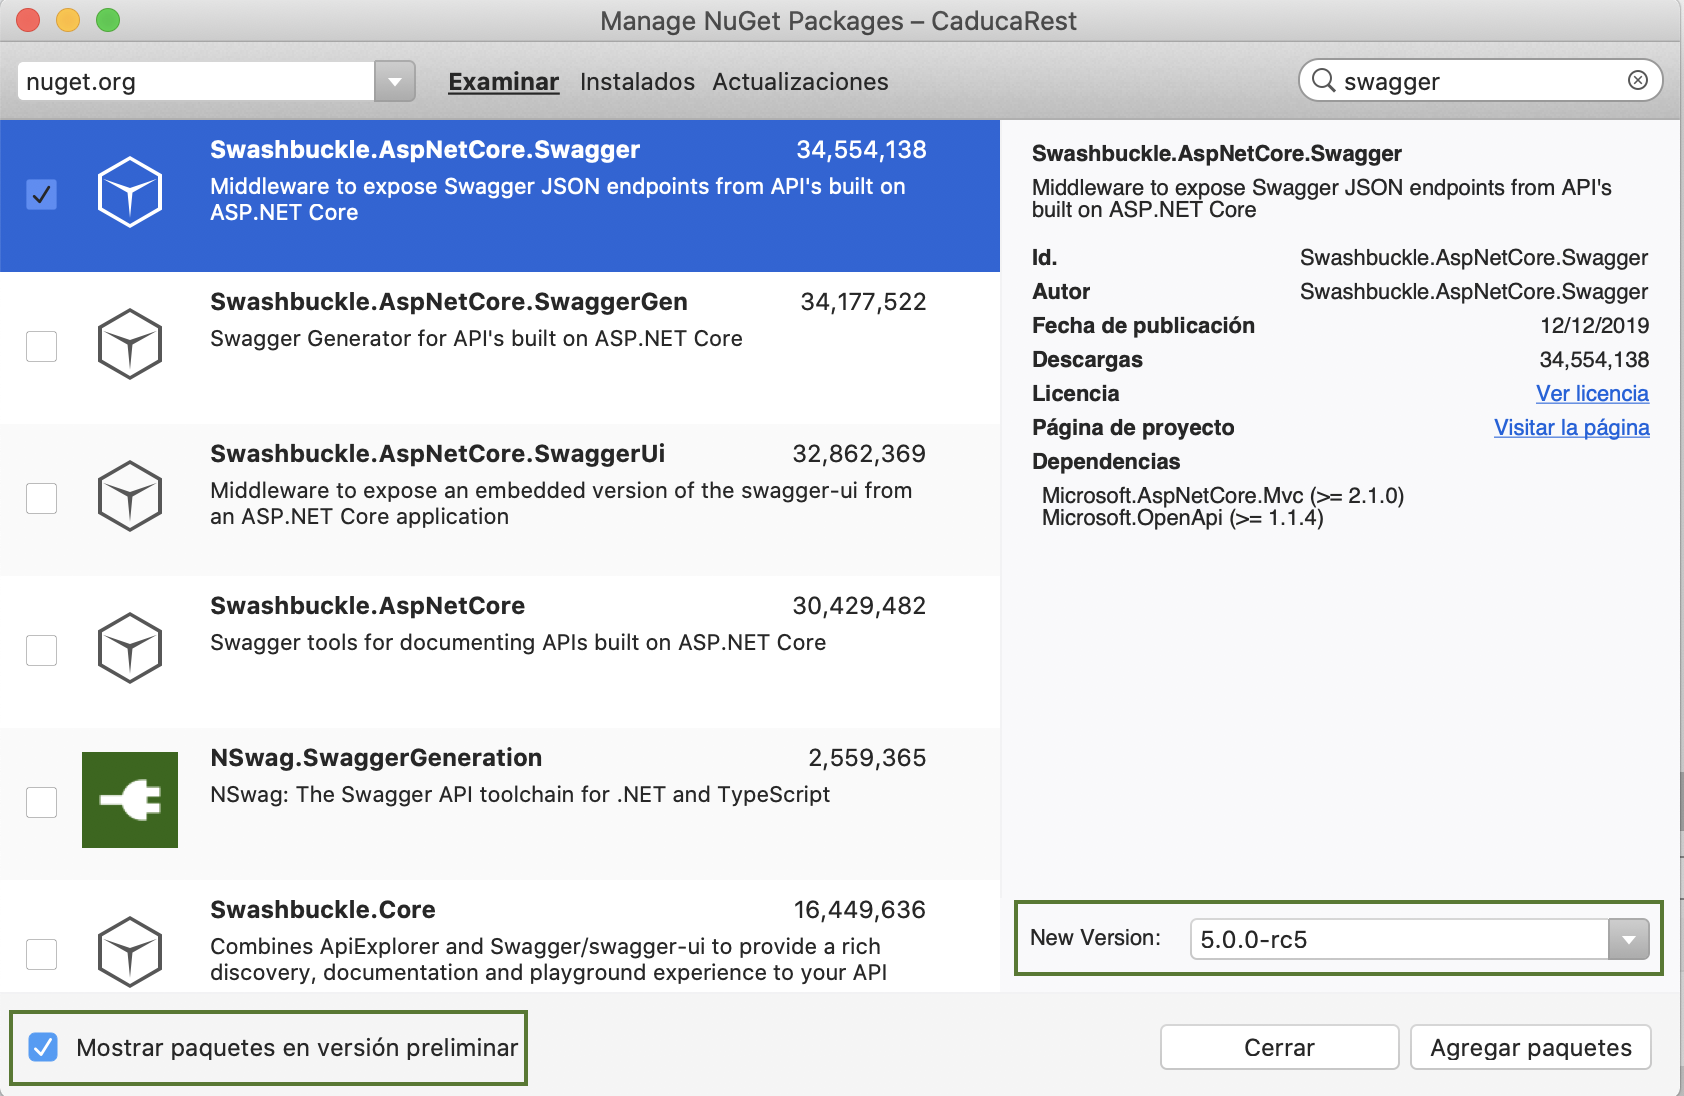 Manage NuGet Packages – CaducaRest
nuget.org
Examinar Instalados Actualizaciones
swagger
Swashbuckle.AspNetCore.Swagger 34,554,138
Middleware to expose Swagger JSON endpoints from API's built on
ASP.NET Core
Swashbuckle.AspNetCore.SwaggerGen 34,177,522
Swagger Generator for API's built on ASP.NET Core
Swashbuckle.AspNetCore.SwaggerUi 32,862,369
Middleware to expose an embedded version of the swagger-ui from
an ASP.NET Core application
Swashbuckle.AspNetCore 30,429,482
Swagger tools for documenting APIs built on ASP.NET Core
NSwag.SwaggerGeneration 2,559,365
NSwag: The Swagger API toolchain for .NET and TypeScript
Swashbuckle.Core 16,449,636
Combines ApiExplorer and Swagger/swagger-ui to provide a rich
discovery, documentation and playground experience to your API
Swashbuckle.AspNetCore.Swagger
Middleware to expose Swagger JSON endpoints from API's
built on ASP.NET Core
Id. Swashbuckle.AspNetCore.Swagger
Autor Swashbuckle.AspNetCore.Swagger
Fecha de publicación 12/12/2019
Descargas 34,554,138
Licencia Ver licencia
Página de proyecto Visitar la página
Dependencias
Microsoft.AspNetCore.Mvc (>= 2.1.0)
Microsoft.OpenApi (>= 1.1.4)
New Version: 5.0.0-rc5
Mostrar paquetes en versión preliminar
Cerrar
Agregar paquetes